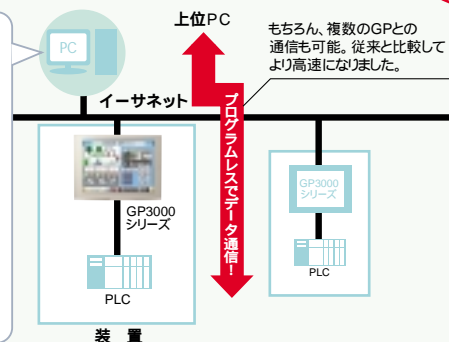 上位PC
もちろん、複数のGPとの
通信も可能。従来と比較して
より高速になりました。
PC
イーサネット
プログラムレスでデータ通信!
GP3000
シリーズ
PLC
装 置
GP3000
シリーズ
PLC